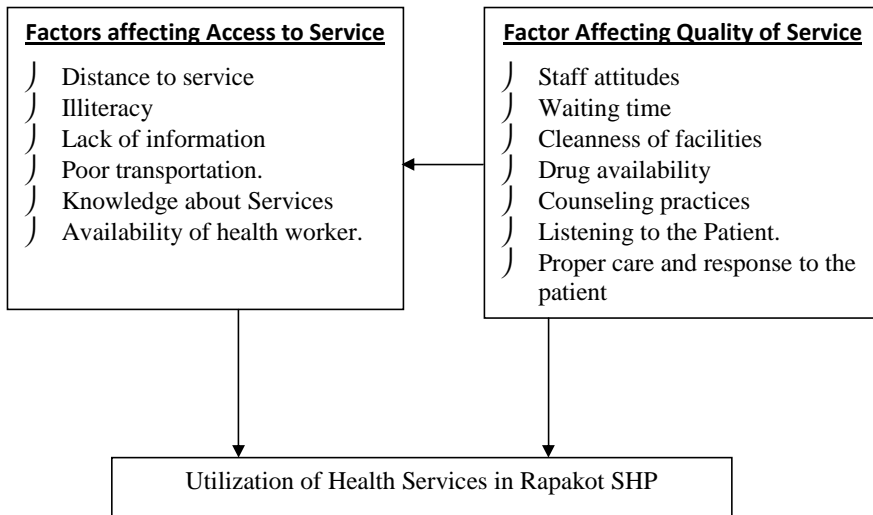 Factors affecting Access to Service
Distance to service
Illiteracy
Lack of information
Poor transportation.
Knowledge about Services
Availability of health worker.
Factor Affecting Quality of Service
Staff attitudes
Waiting time
Cleanness of facilities
Drug availability
Counseling practices
Listening to the Patient.
Proper care and response to the
patient
Utilization of Health Services in Rapakot SHP